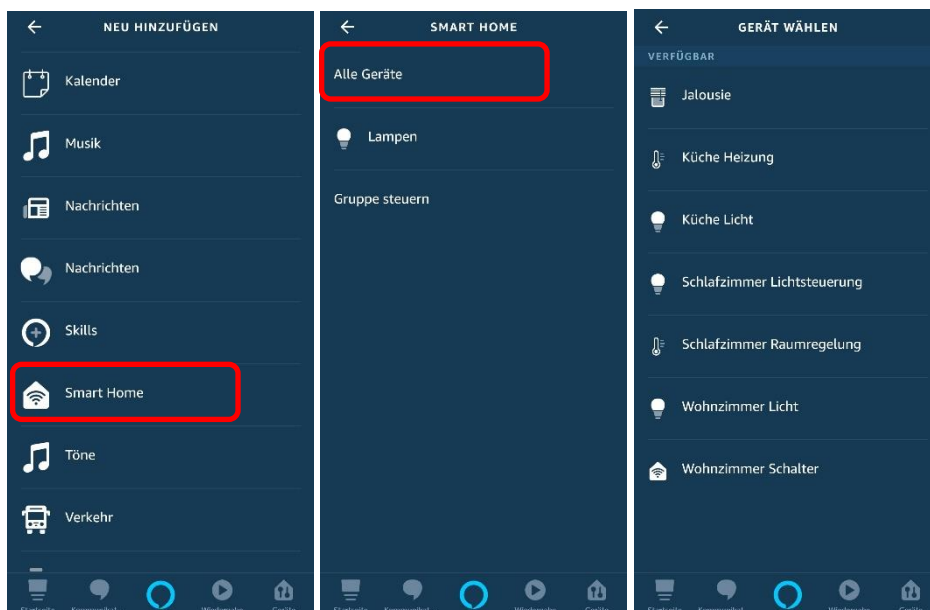 NEU HINZUFÜGEN
Kalender
Musik
Nachrichten
Nachrichten
Skills
Smart Home
Töne
Verkehr
SMART HOME
Alle Geräte
Lampen
Gruppe steuern
GERÄT WÄHLEN
VERFÜGBAR
Jalousie
Küche Heizung
Küche Licht
Schlafzimmer Lichtsteuerung
Schlafzimmer Raumregelung
Wohnzimmer Licht
Wohnzimmer Schalter